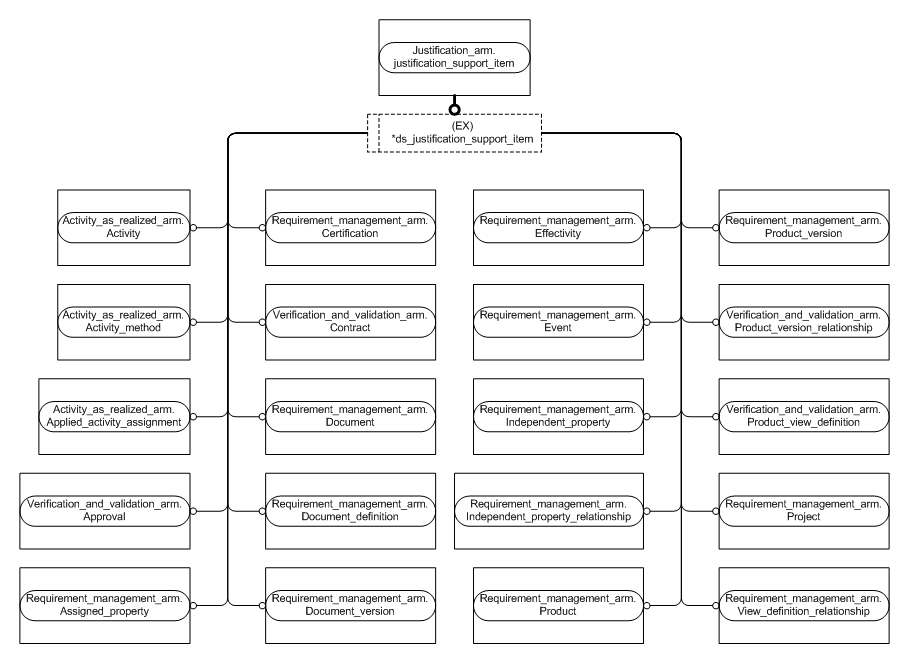 Justification_arm.
justification_support_item
(EX)
*ds_justification_support_item
Activity_as_realized_arm.
Activity
Requirement_management_arm.
Certification
Requirement_management_arm.
Effectivity
Requirement_management_arm.
Product_version
Activity_as_realized_arm.
Activity_method
Verification_and_validation_arm.
Contract
Requirement_management_arm.
Event
Verification_and_validation_arm.
Product_version_relationship
Activity_as_realized_arm.
Applied_activity_assignment
Requirement_management_arm.
Document
Requirement_management_arm.
Independent_property
Verification_and_validation_arm.
Product_view_definition
Verification_and_validation_arm.
Approval
Requirement_management_arm.
Document_definition
Requirement_management_arm.
Independent_property_relationship
Requirement_management_arm.
Project
Requirement_management_arm.
Assigned_property
Requirement_management_arm.
Document_version
Requirement_management_arm.
Product
Requirement_management_arm.
View_definition_relationship